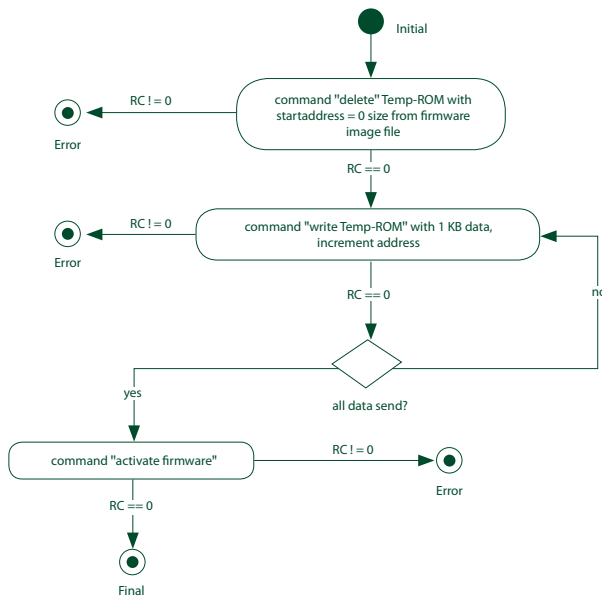 Initial
command "delete" Temp-ROM with
startaddress = 0 size from firmware
image file
RC ! = 0
Error
RC == 0
command "write Temp-ROM" with 1 KB data,
increment address
RC ! = 0
Error
RC == 0
no
all data send?
yes
command "activate firmware"
RC ! = 0
Error
RC == 0
Final